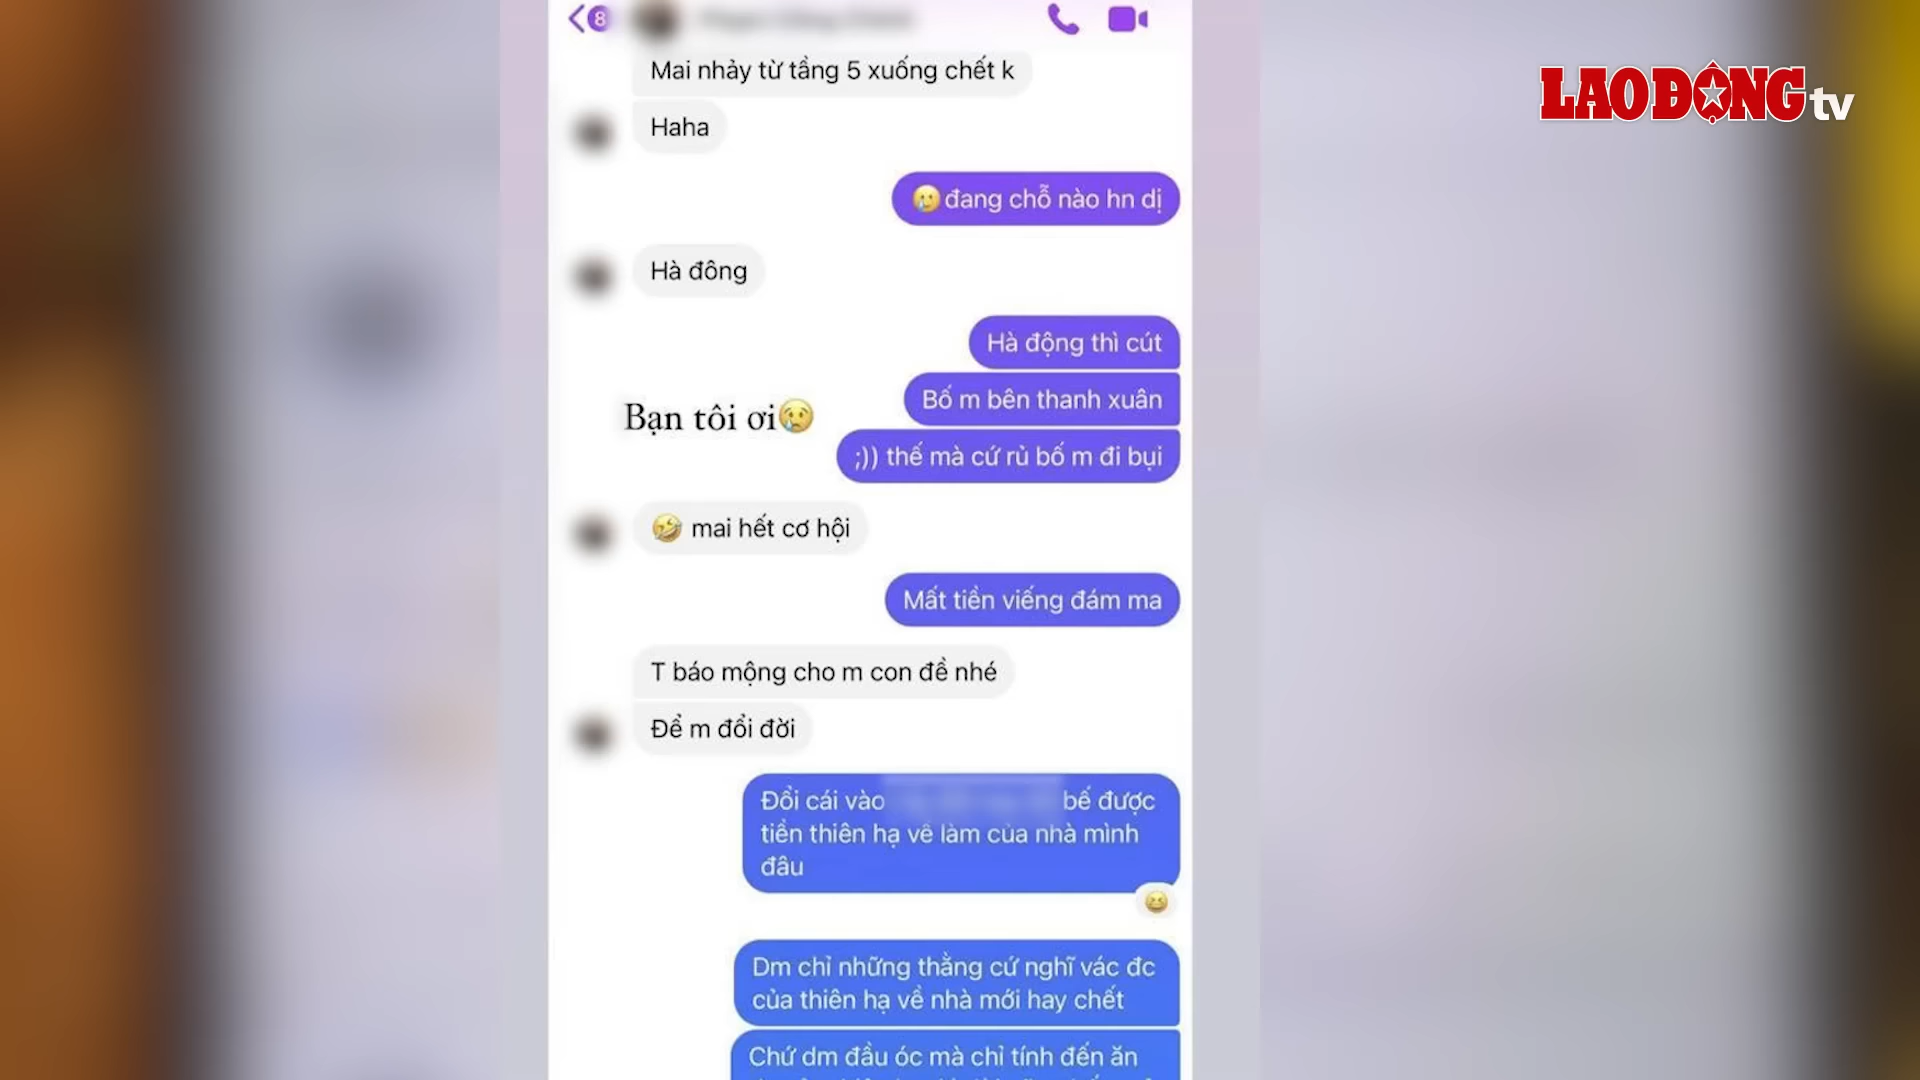 8
LAO ĐỘNG tv
Mai nhảy từ tầng 5 xuống chết k
Haha
🥲đang chỗ nào hn dị
Hà đông
Hà động thì cút
Bố m bên thanh xuân
Bạn tôi ơi😢
;)) thế mà cứ rủ bố m đi bụi
🤣 mai hết cơ hội
Mất tiền viếng đám ma
T báo mộng cho m con đề nhé
Để m đổi đời
Đổi cái vào bế được
tiền thiên hạ về làm của nhà mình
đâu
Dm chỉ những thằng cứ nghĩ vác đc
của thiên hạ về nhà mới hay chết
Chứ dm đầu óc mà chỉ tính đến ăn